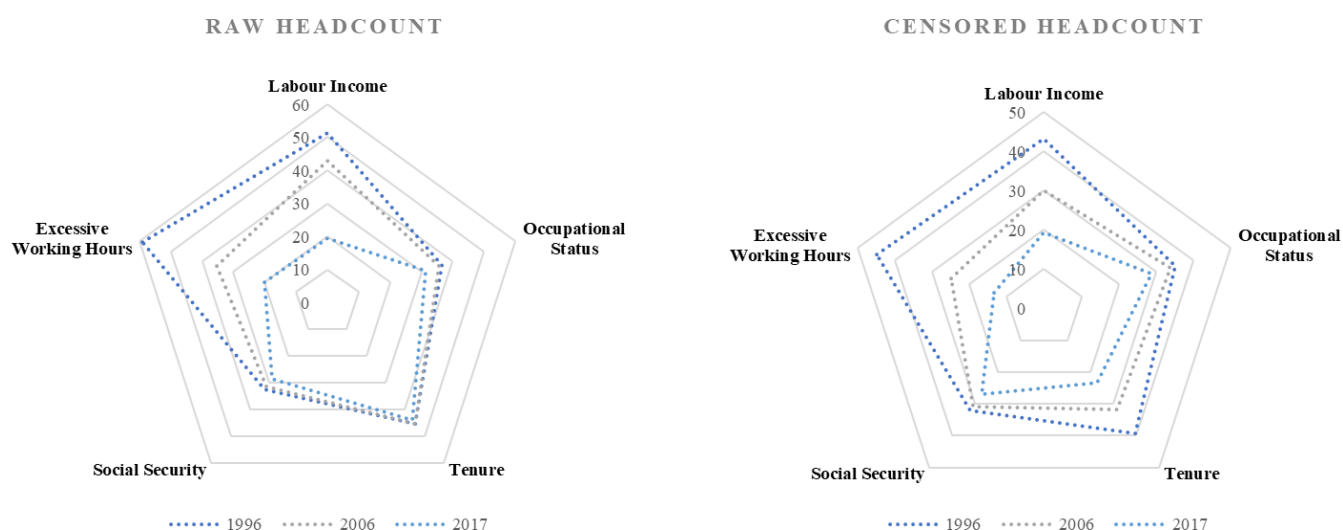 RAW HEADCOUNT
Labour Income
60
50
40
30
20
10
0
Excessive
Working Hours
Occupational
Status
Social Security
Tenure
1996 2006 2017
CENSORED HEADCOUNT
Labour Income
50
40
30
20
10
0
Excessive
Working Hours
Occupational
Status
Social Security
Tenure
1996 2006 2017